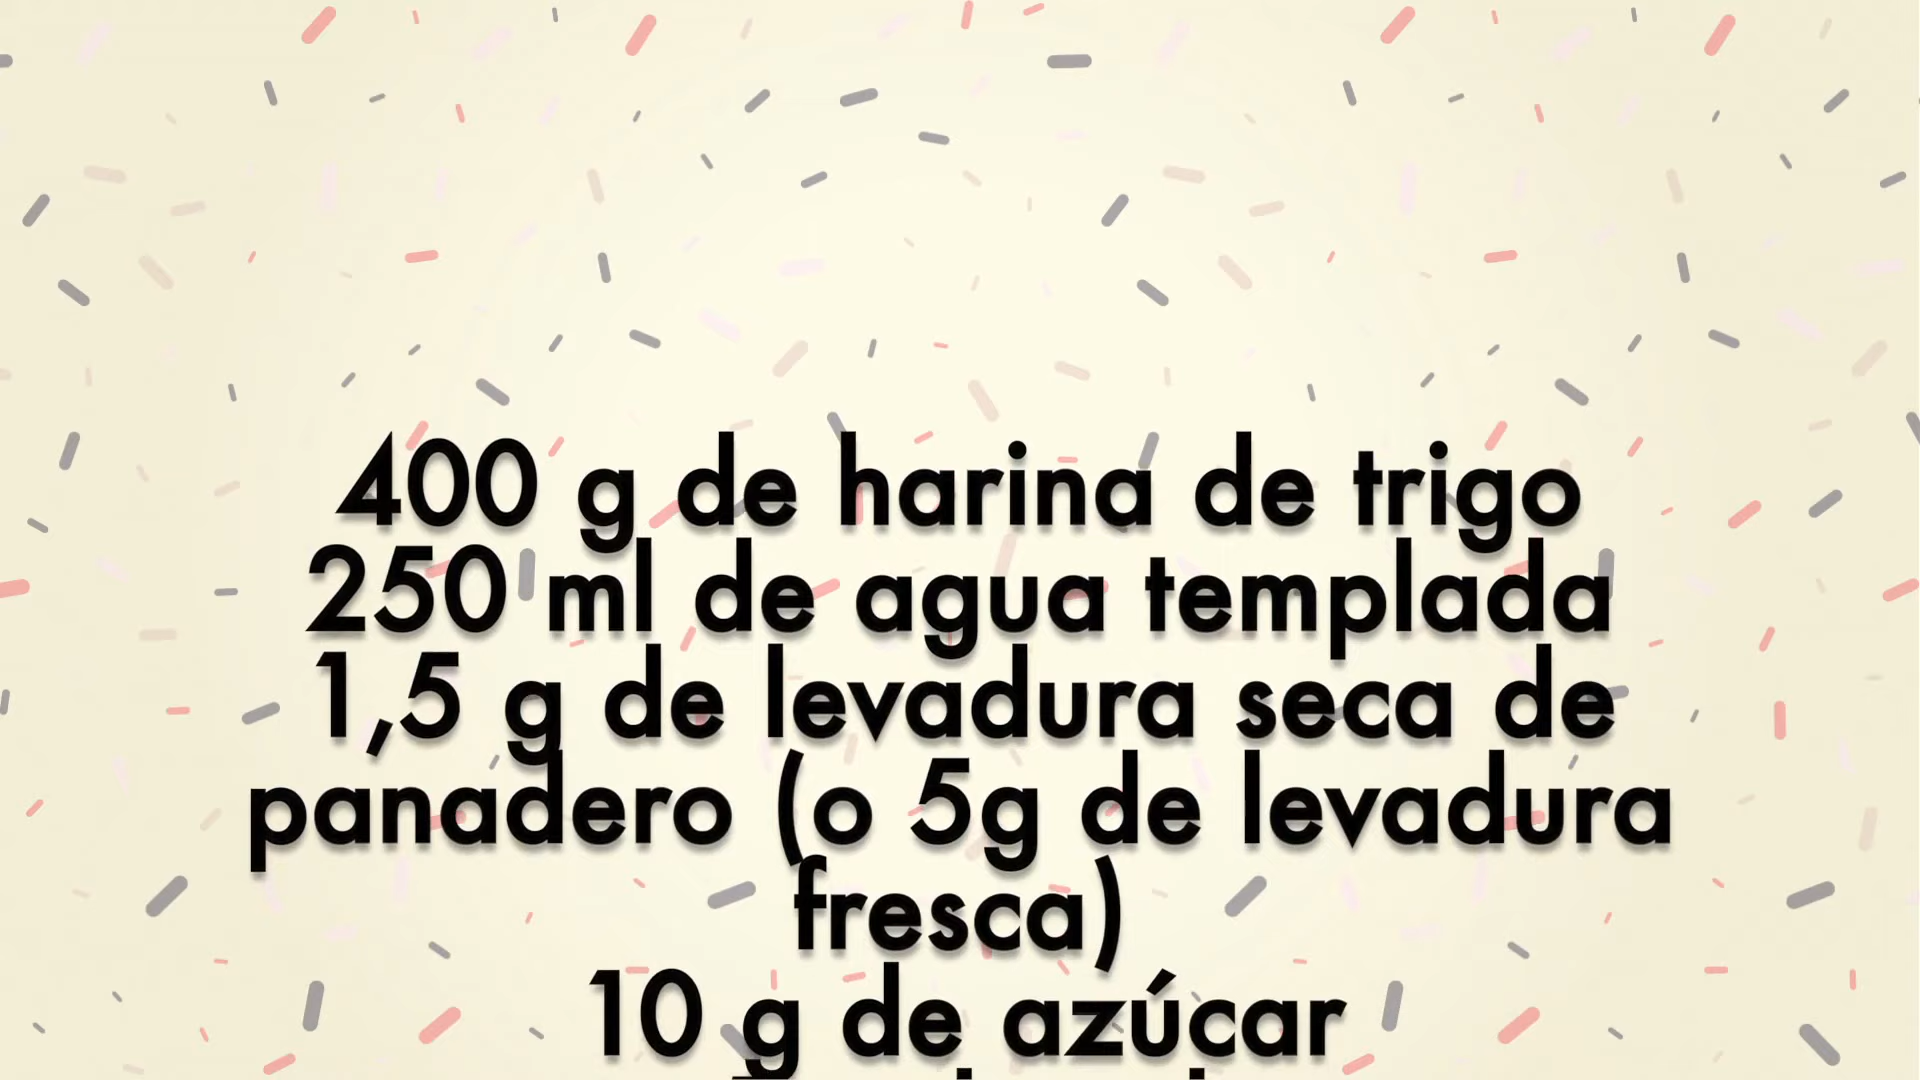 400 g de harina de trigo
250 ml de agua templada
1,5 g de levadura seca de
panadero (o 5g de levadura
fresca)
10 g de azúcar